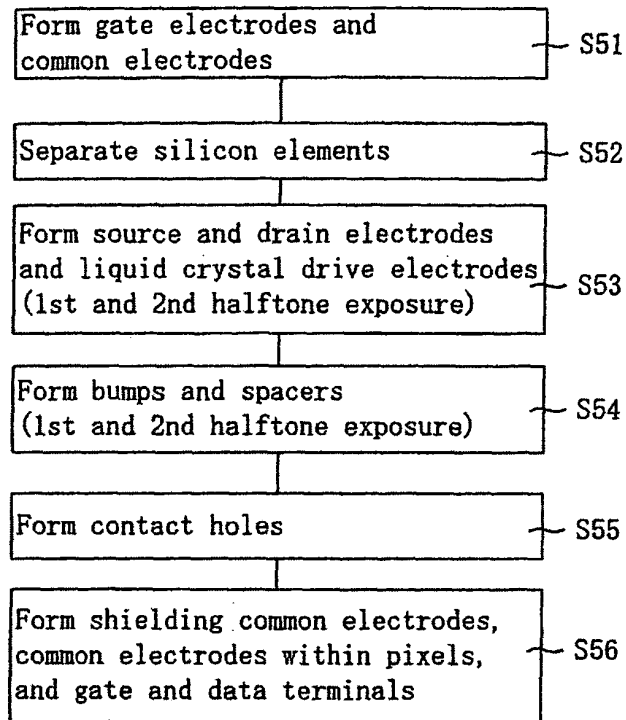 Form gate electrodes and
common electrodes
S51
Separate silicon elements
S52
Form source and drain electrodes
and liquid crystal drive electrodes
(1st and 2nd halftone exposure)
S53
Form bumps and spacers
(1st and 2nd halftone exposure)
S54
Form contact holes
S55
Form shielding common electrodes,
common electrodes within pixels,
and gate and data terminals
S56